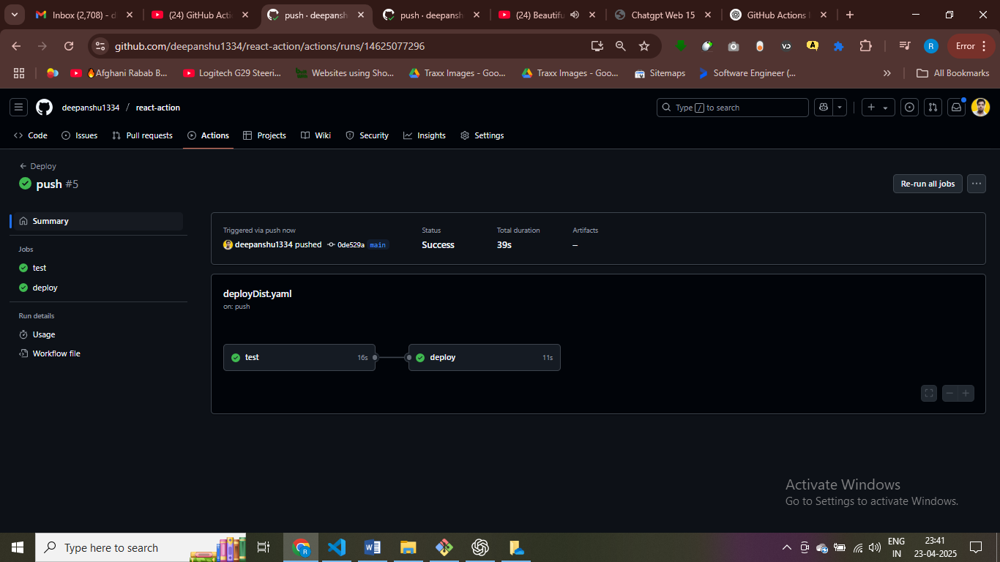 Inbox (2,708) - d
(24) GitHub Acti
push · deepansh
push · deepansh
(24) Beautifu
Chatgpt Web 15
GitHub Actions
github.com/deepanshu1334/react-action/actions/runs/14625077296
R
Error
🔥Afghani Rabab B...
Logitech G29 Steeri...
Websites using Sho...
Traxx Images - Goo...
Traxx Images - Goo...
Sitemaps
Software Engineer (...
»
All Bookmarks
deepanshu1334 / react-action
Type / to search
Code
Issues
Pull requests
Actions
Projects
Wiki
Security
Insights
Settings
← Deploy
push #5
Re-run all jobs
Summary
Jobs
test
deploy
Run details
Usage
Workflow file
Triggered via push now
deepanshu1334 pushed 0de529a main
Status
Success
Total duration
39s
Artifacts
–
deployDist.yaml
on: push
test 16s
deploy 11s
Activate Windows
Go to Settings to activate Windows.
Type here to search
ENG
IN
23:41
23-04-2025